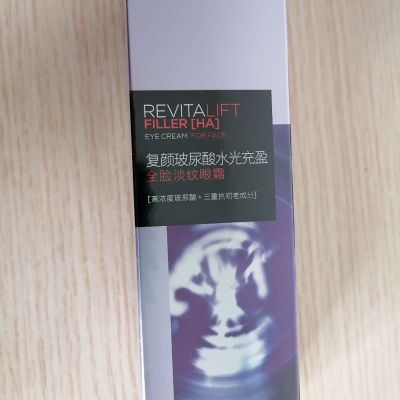 REVITALIFT
FILLER [HA]
EYE CREAM FOR FACE
复颜玻尿酸水光充盈
全脸淡纹眼霜
[高浓度玻尿酸+三重抗初老成分]